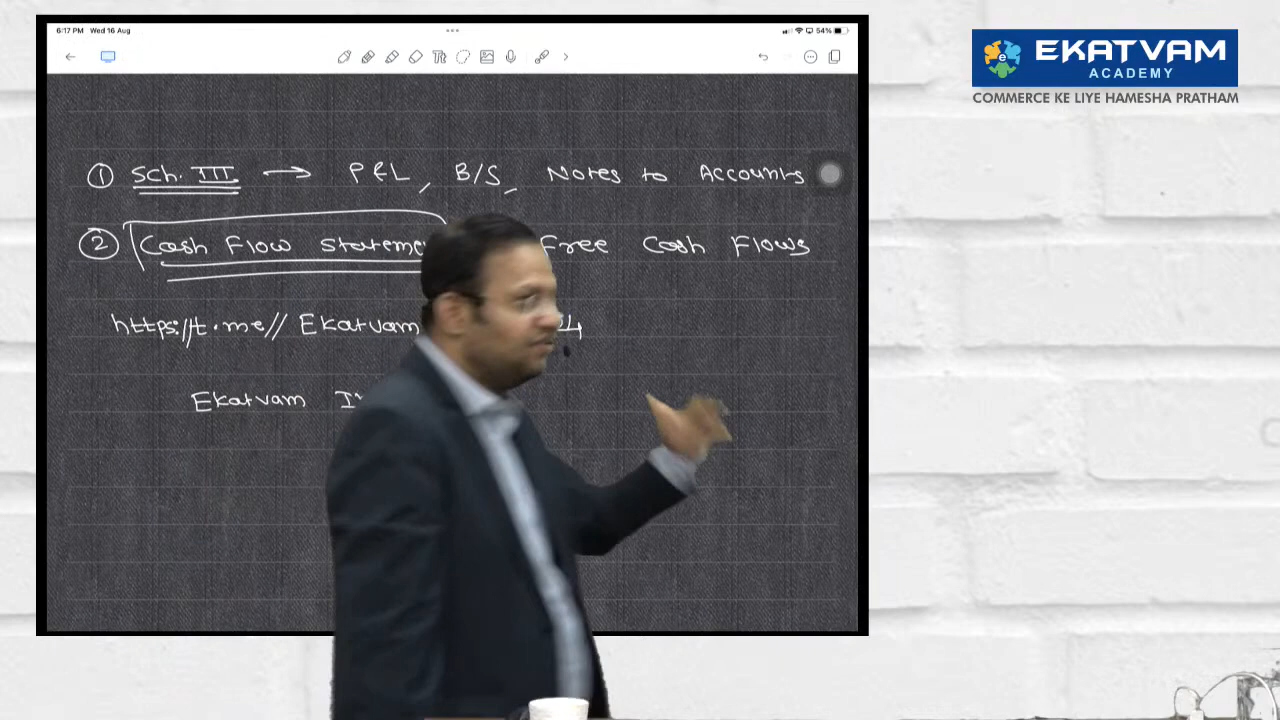 6:17 PM Wed 16 Aug
54%
EKATVAM
ACADEMY
COMMERCE KE LIYE HAMESHA PRATHAM
① Sch. III → P&L, B/S, Notes to Accounts
② Cash Flow Free Cash Flows
https://t.me// Ekatvam
Ekatvam